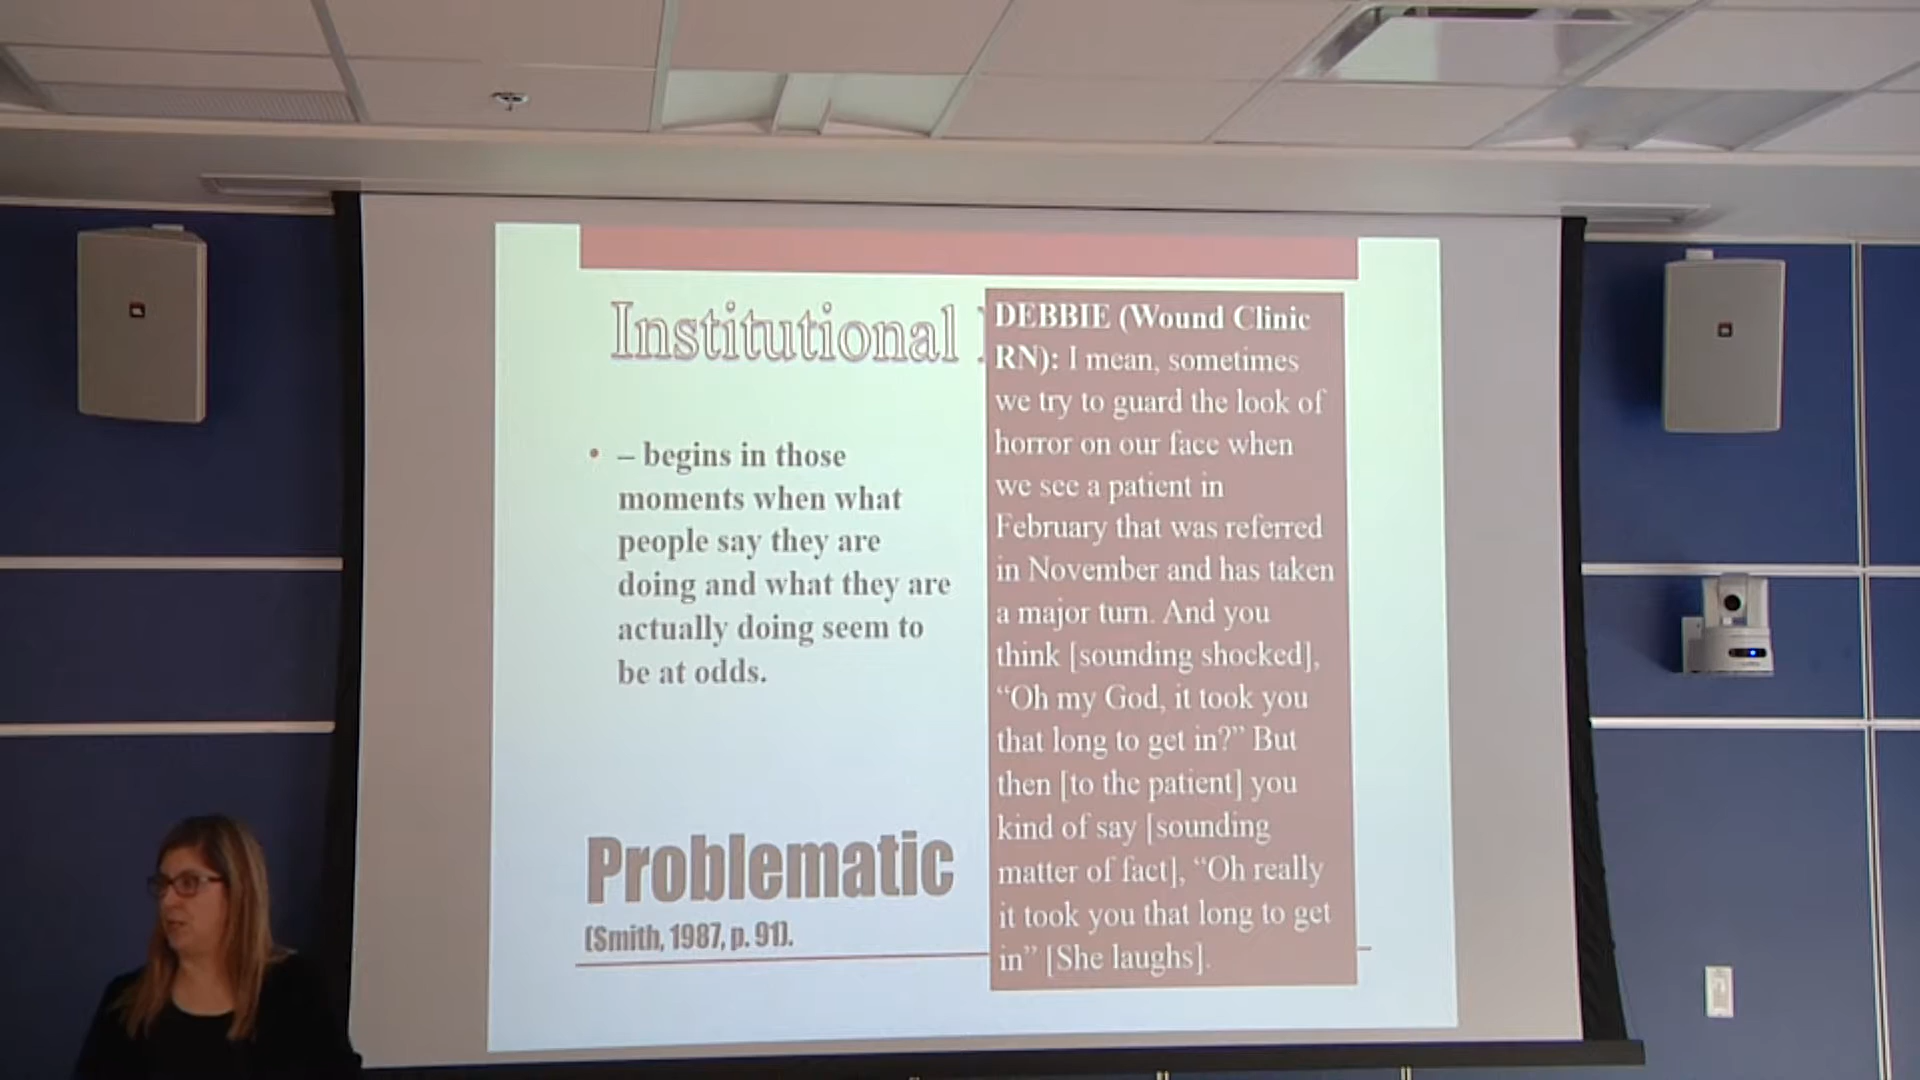 Institutional
• – begins in those
moments when what
people say they are
doing and what they are
actually doing seem to
be at odds.
Problematic
(Smith, 1987, p. 91).
DEBBIE (Wound Clinic
RN): I mean, sometimes
we try to guard the look of
horror on our face when
we see a patient in
February that was referred
in November and has taken
a major turn. And you
think [sounding shocked],
“Oh my God, it took you
that long to get in?” But
then [to the patient] you
kind of say [sounding
matter of fact], “Oh really
it took you that long to get
in” [She laughs].